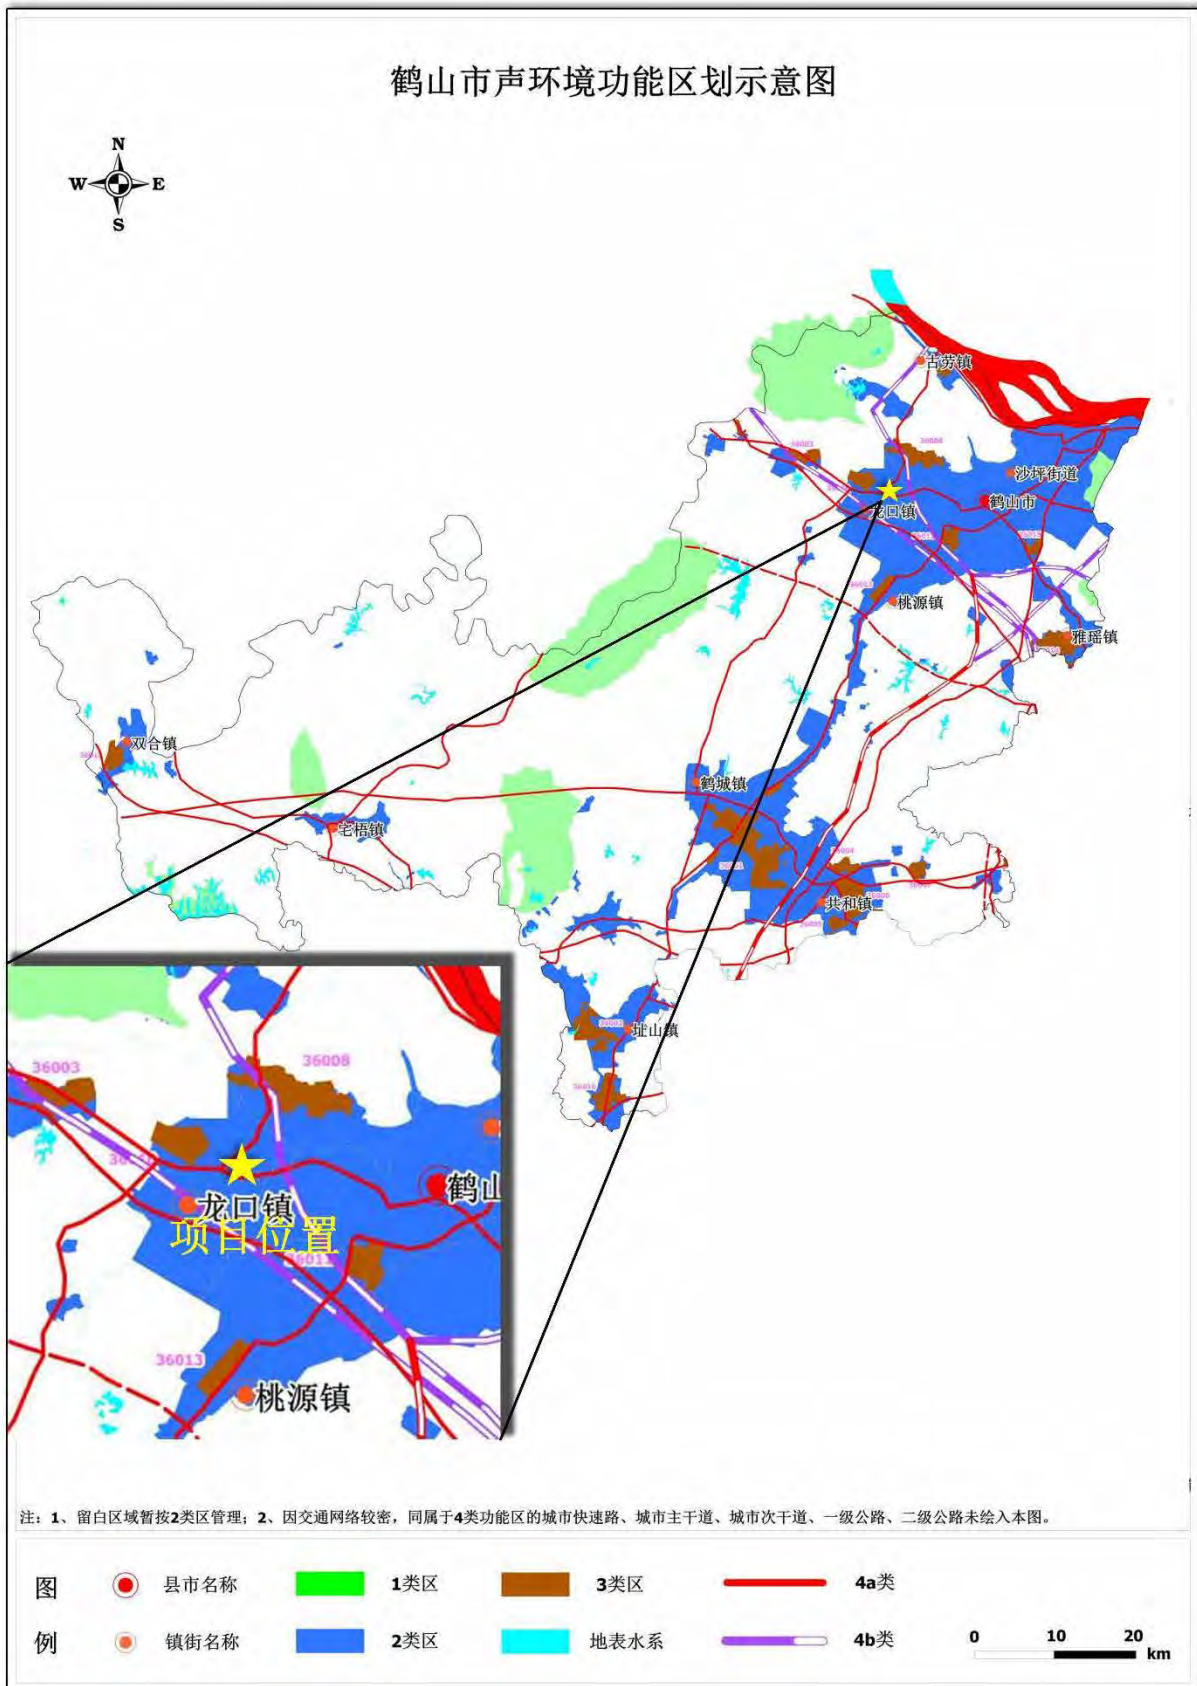 鹤山市声环境功能区划示意图
N
W E
S
古劳镇
36003
36008
沙坪街道
鹤山市
龙口镇
36013
桃源镇
雅瑶镇
双合镇
鹤城镇
宅梧镇
36004
共和镇
36006
址山镇
36003
36008
鹤山
龙口镇
项目位置
36013
桃源镇
注：1、留白区域暂按2类区管理；2、因交通网络较密，同属于4类功能区的城市快速路、城市主干道、城市次干道、一级公路、二级公路未绘入本图。
图 县市名称 1类区 3类区 4a类
例 镇街名称 2类区 地表水系 4b类
0 10 20
km